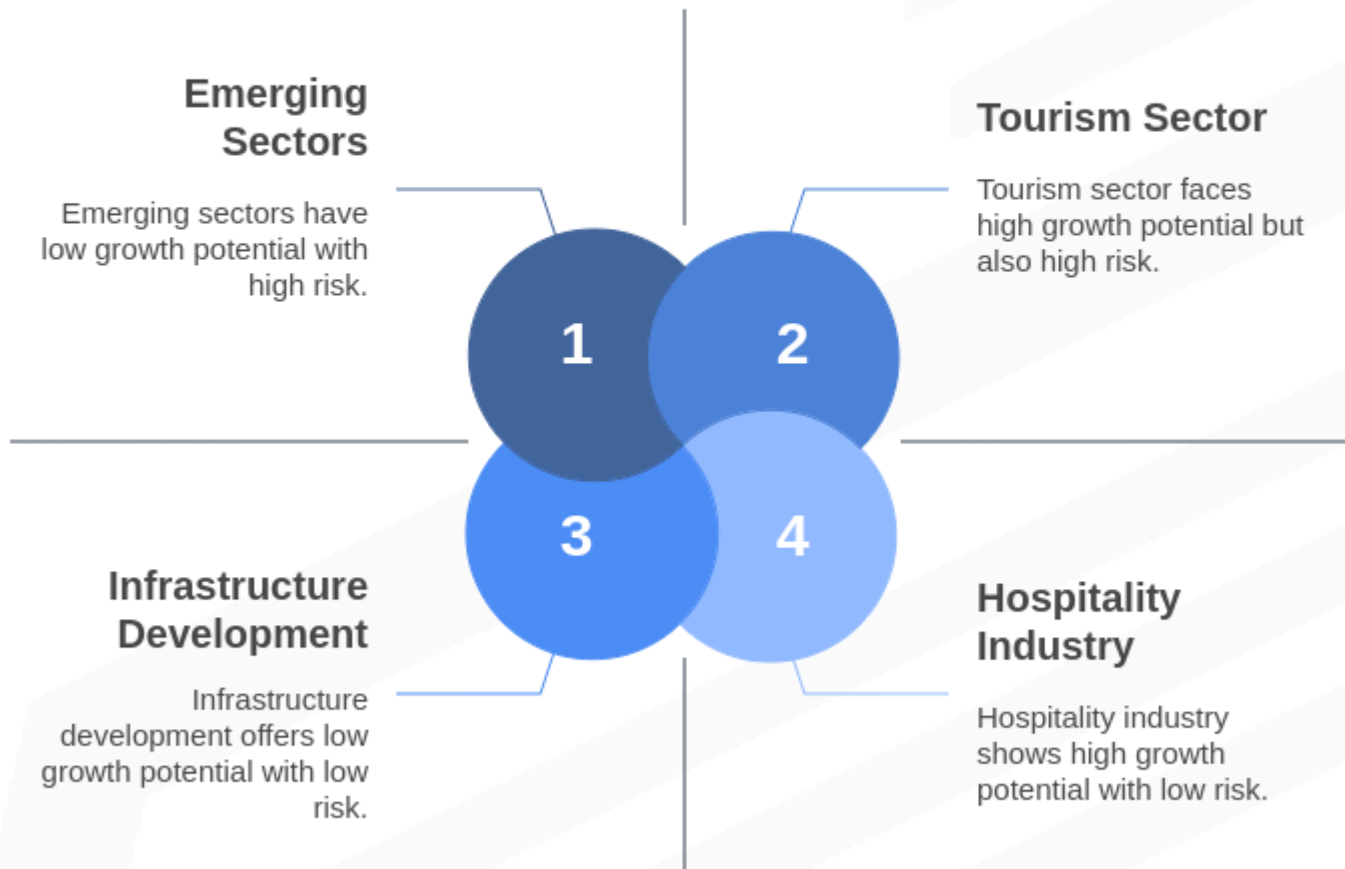 Emerging
Sectors
Emerging sectors have
low growth potential with
high risk.
Tourism Sector
Tourism sector faces
high growth potential but
also high risk.
1
2
3
4
Infrastructure
Development
Infrastructure
development offers low
growth potential with low
risk.
Hospitality
Industry
Hospitality industry
shows high growth
potential with low risk.